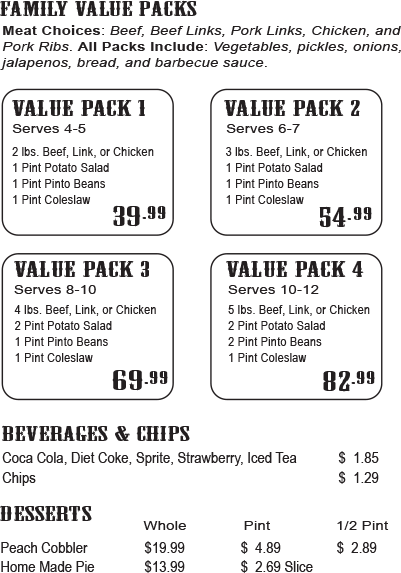 FAMILY VALUE PACKS
Meat Choices: Beef, Beef Links, Pork Links, Chicken, and
Pork Ribs. All Packs Include: Vegetables, pickles, onions,
jalapenos, bread, and barbecue sauce.
VALUE PACK 1
Serves 4-5
2 lbs. Beef, Link, or Chicken
1 Pint Potato Salad
1 Pint Pinto Beans
1 Pint Coleslaw
39.99
VALUE PACK 2
Serves 6-7
3 lbs. Beef, Link, or Chicken
1 Pint Potato Salad
1 Pint Pinto Beans
1 Pint Coleslaw
54.99
VALUE PACK 3
Serves 8-10
4 lbs. Beef, Link, or Chicken
2 Pint Potato Salad
1 Pint Pinto Beans
1 Pint Coleslaw
69.99
VALUE PACK 4
Serves 10-12
5 lbs. Beef, Link, or Chicken
2 Pint Potato Salad
2 Pint Pinto Beans
1 Pint Coleslaw
82.99
BEVERAGES & CHIPS
Coca Cola, Diet Coke, Sprite, Strawberry, Iced Tea $ 1.85
Chips $ 1.29
DESSERTS
Whole Pint 1/2 Pint
Peach Cobbler $19.99 $ 4.89 $ 2.89
Home Made Pie $13.99 $ 2.69 Slice